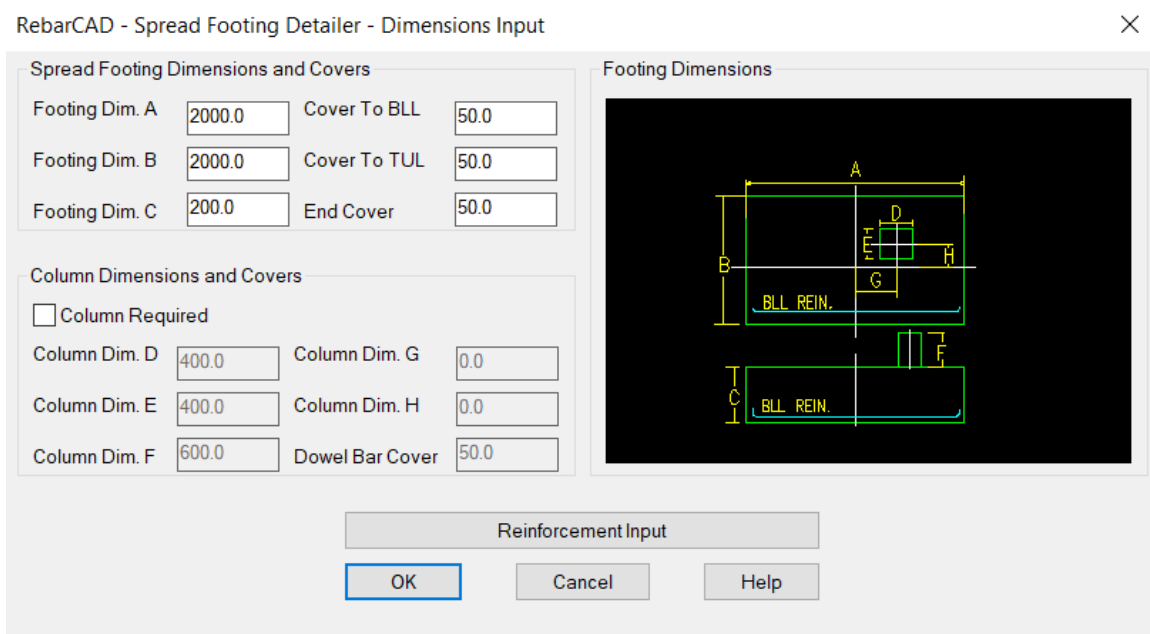 RebarCAD - Spread Footing Detailer - Dimensions Input
Spread Footing Dimensions and Covers
Footing Dim. A 2000.0 Cover To BLL 50.0
Footing Dim. B 2000.0 Cover To TUL 50.0
Footing Dim. C 200.0 End Cover 50.0
Column Dimensions and Covers
Column Required
Column Dim. D 400.0 Column Dim. G 0.0
Column Dim. E 400.0 Column Dim. H 0.0
Column Dim. F 600.0 Dowel Bar Cover 50.0
Footing Dimensions
A
D
E
H
B
G
BLL REIN.
F
C
BLL REIN.
Reinforcement Input
OK Cancel Help